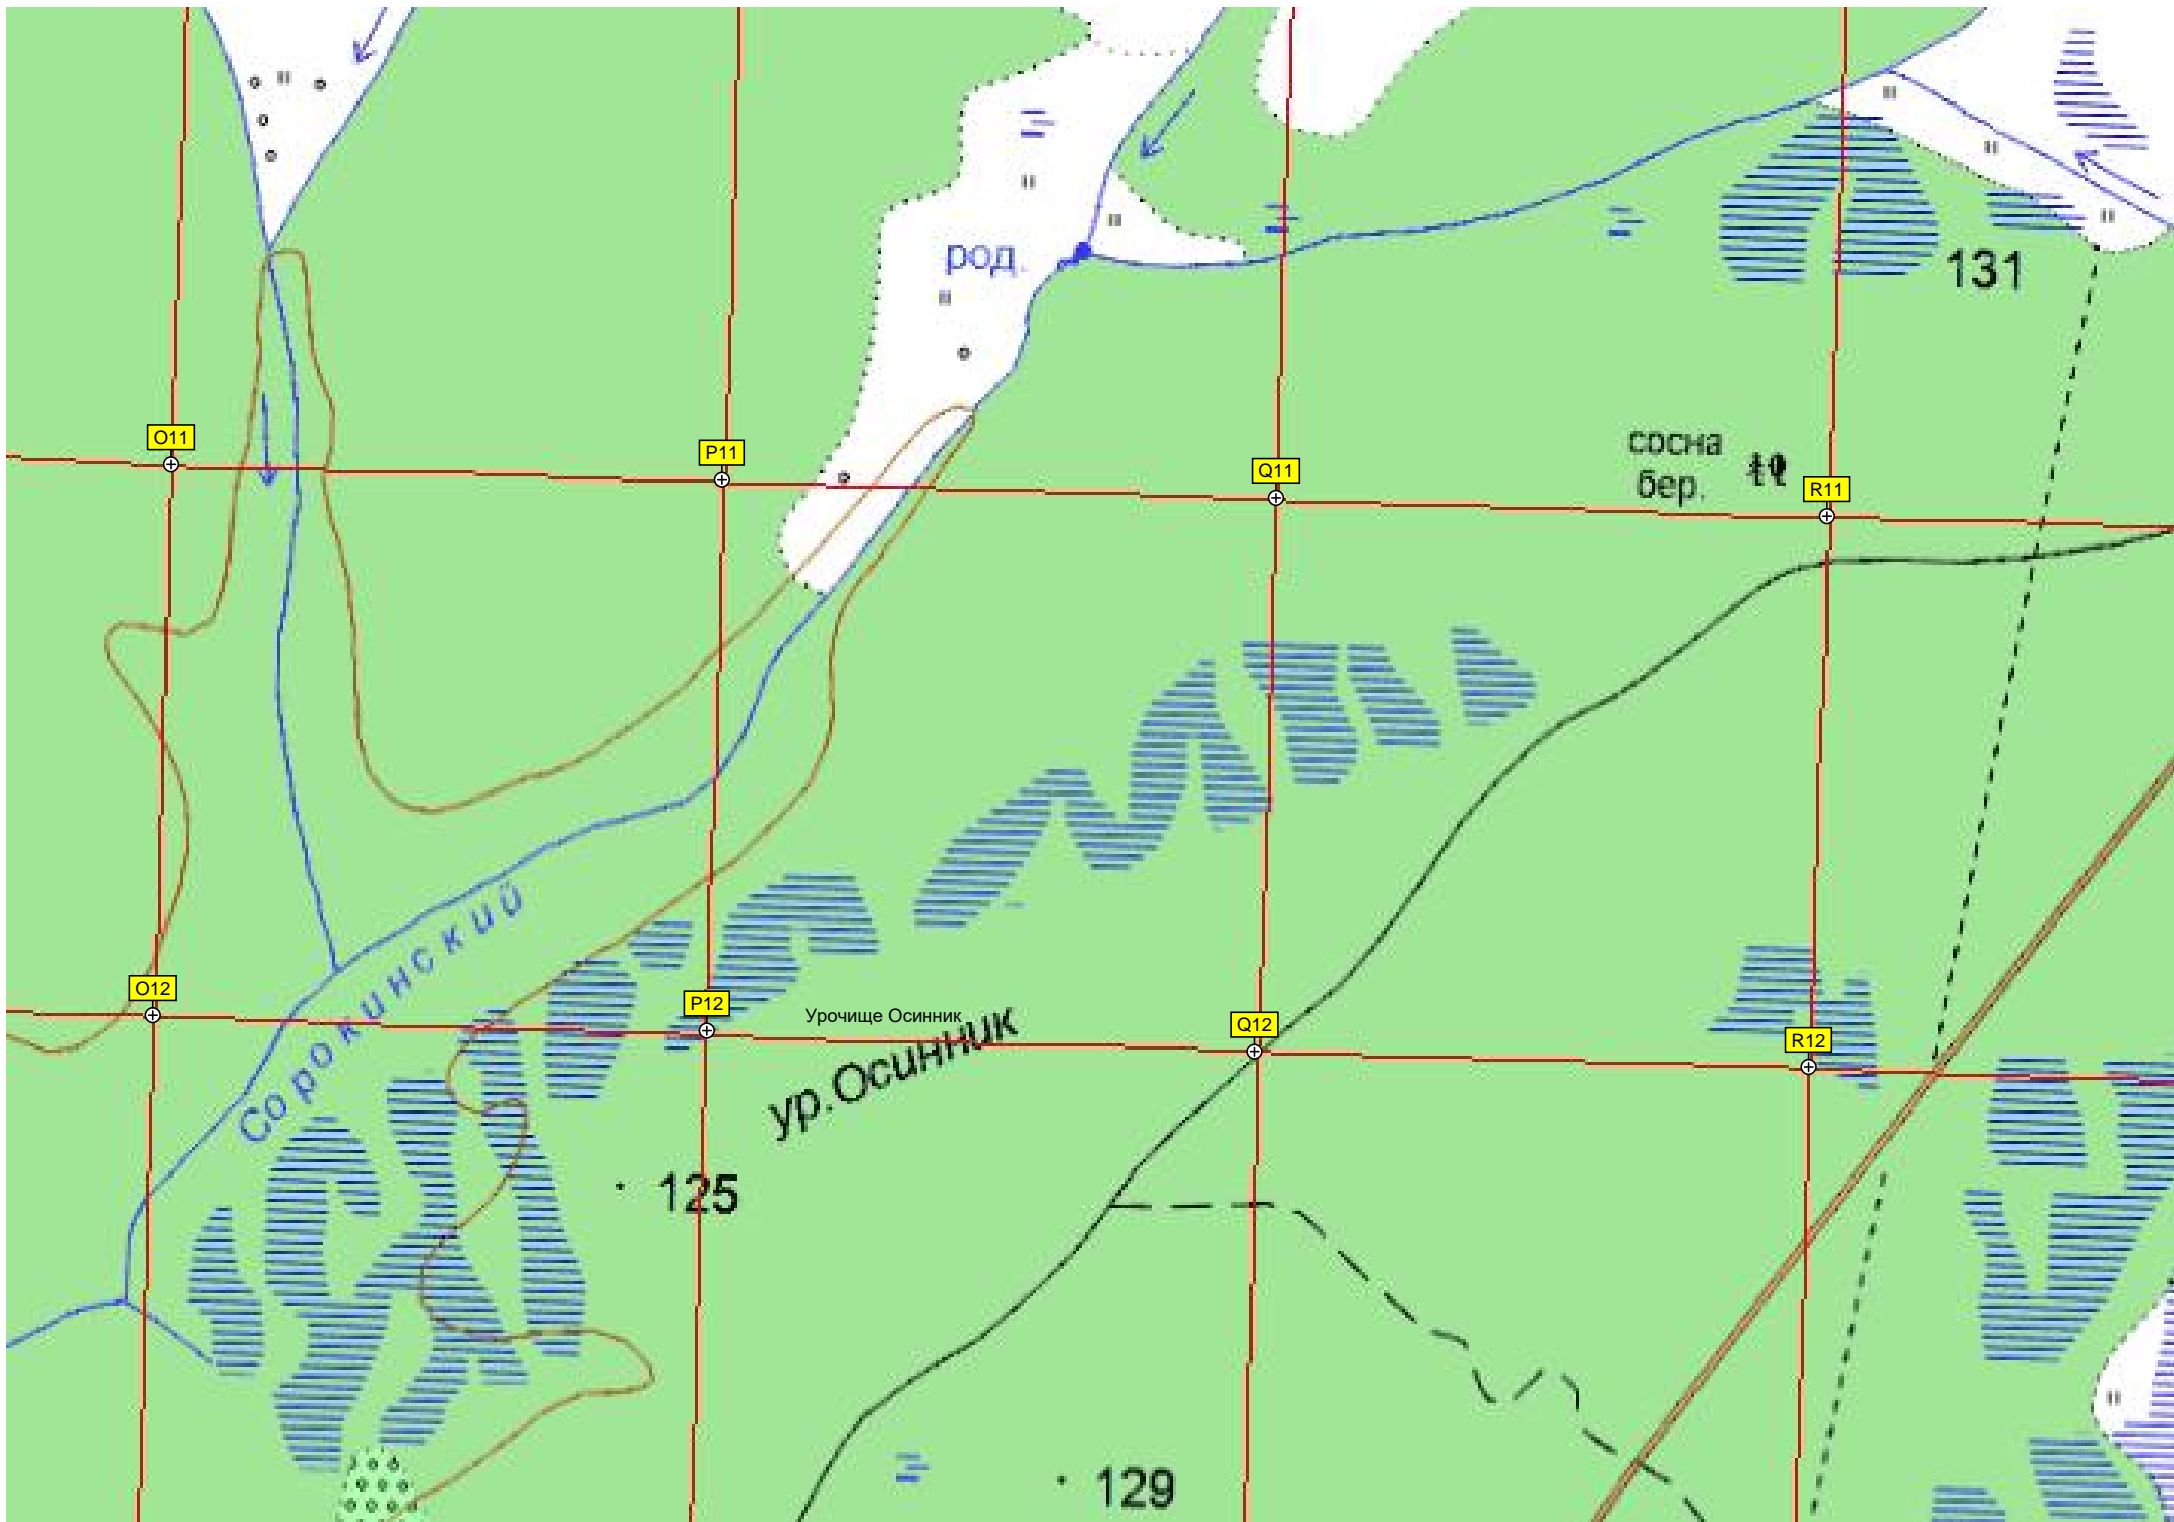 род.
131
O11
P11
Q11
сосна
бер.
R11
Сорокинский
O12
P12
Урочище Осинник
ур.Осинник
Q12
R12
125
129